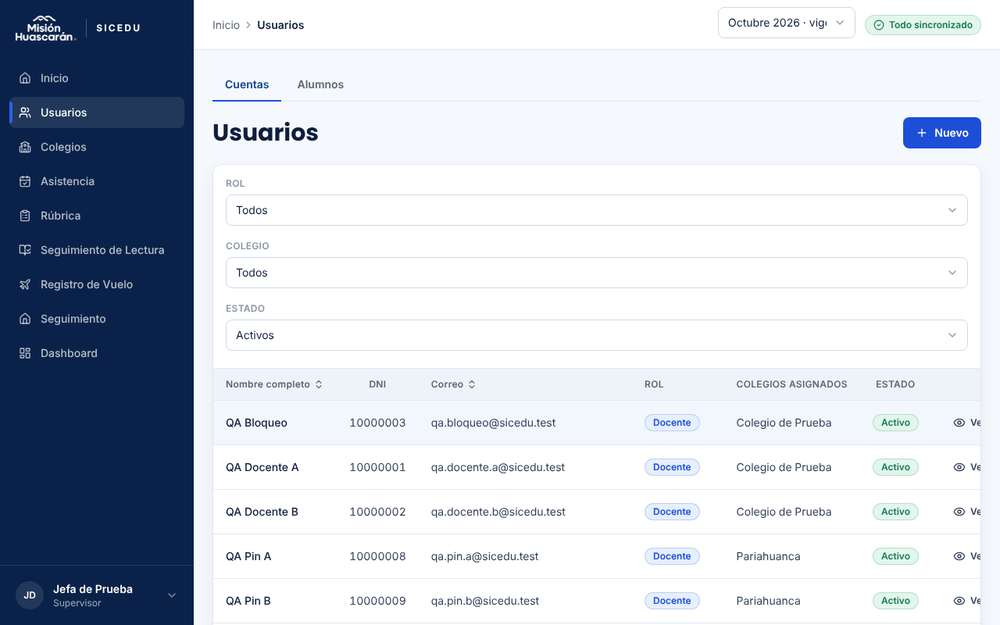 Misión
Huascarán.
SICEDU
Inicio
Usuarios
Colegios
Asistencia
Rúbrica
Seguimiento de Lectura
Registro de Vuelo
Seguimiento
Dashboard
JD
Jefa de Prueba
Supervisor
Inicio > Usuarios
Octubre 2026 · vig
Todo sincronizado
Cuentas Alumnos
Usuarios
+ Nuevo
ROL
Todos
COLEGIO
Todos
ESTADO
Activos
Nombre completo DNI Correo ROL COLEGIOS ASIGNADOS ESTADO
QA Bloqueo 10000003 qa.bloqueo@sicedu.test Docente Colegio de Prueba Activo Ve
QA Docente A 10000001 qa.docente.a@sicedu.test Docente Colegio de Prueba Activo Ve
QA Docente B 10000002 qa.docente.b@sicedu.test Docente Colegio de Prueba Activo Ve
QA Pin A 10000008 qa.pin.a@sicedu.test Docente Pariahuanca Activo Ve
QA Pin B 10000009 qa.pin.b@sicedu.test Docente Pariahuanca Activo Ve